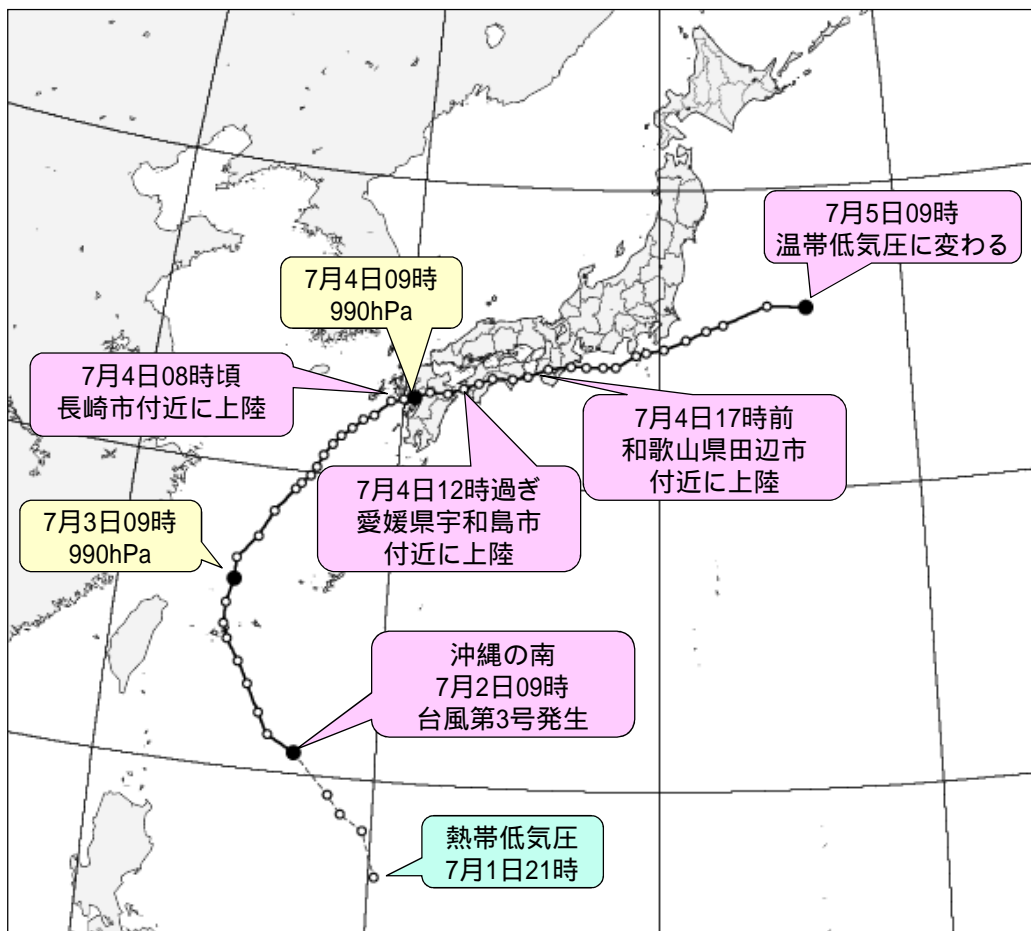 7月5日09時
温帯低気圧に変わる
7月4日09時
990hPa
7月4日08時頃
長崎市付近に上陸
7月4日17時前
和歌山県田辺市
付近に上陸
7月4日12時過ぎ
愛媛県宇和島市
付近に上陸
7月3日09時
990hPa
沖縄の南
7月2日09時
台風第3号発生
熱帯低気圧
7月1日21時